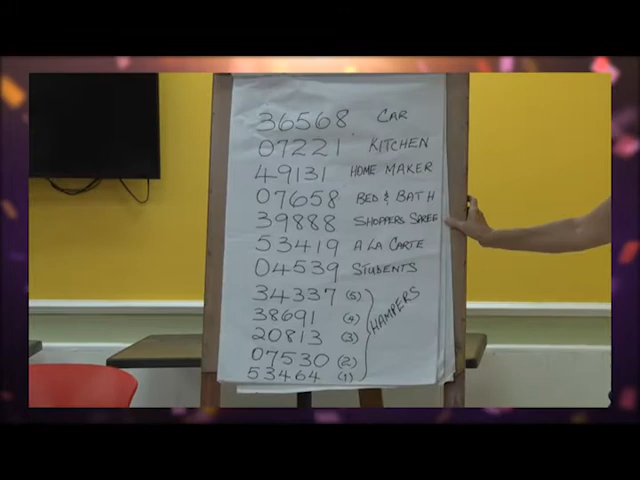 36568 CAR
07221 KITCHEN
49131 HOME MAKER
07658 BED & BATH
39888 SHOPPERS SPREE
53419 A LA CARTE
04539 STUDENTS
34337 (5)
38691 (4)
20813 (3) HAMPERS
07530 (2)
53464 (1)